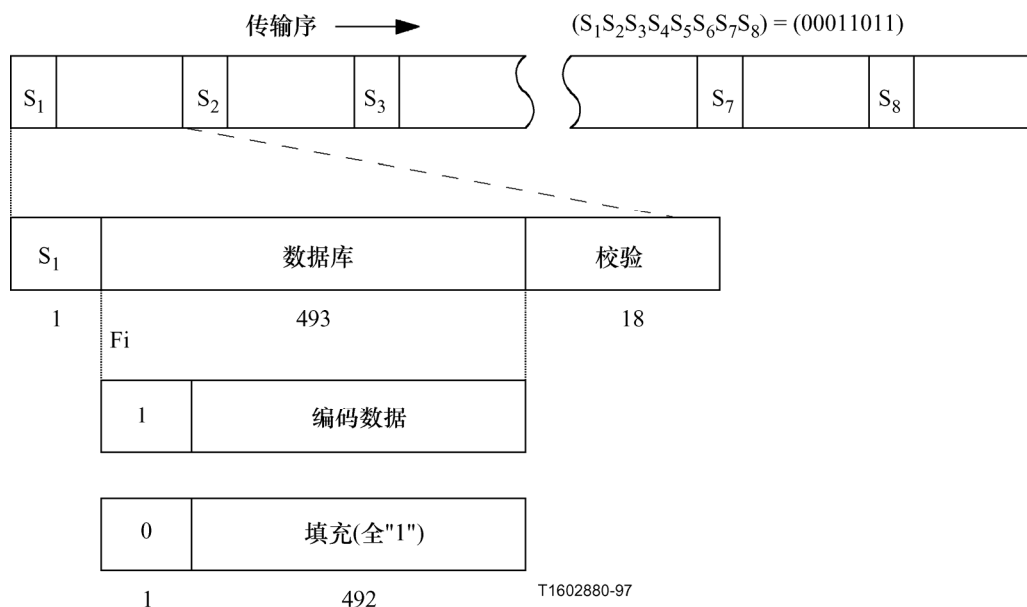 传输序 (S₁S₂S₃S₄S₅S₆S₇S₈) = (00011011)
S₁ S₂ S₃ S₇ S₈
S₁ 数据库 校验
1 493 18
Fi
1 编码数据
0 填充(全"1")
1 492 T1602880-97